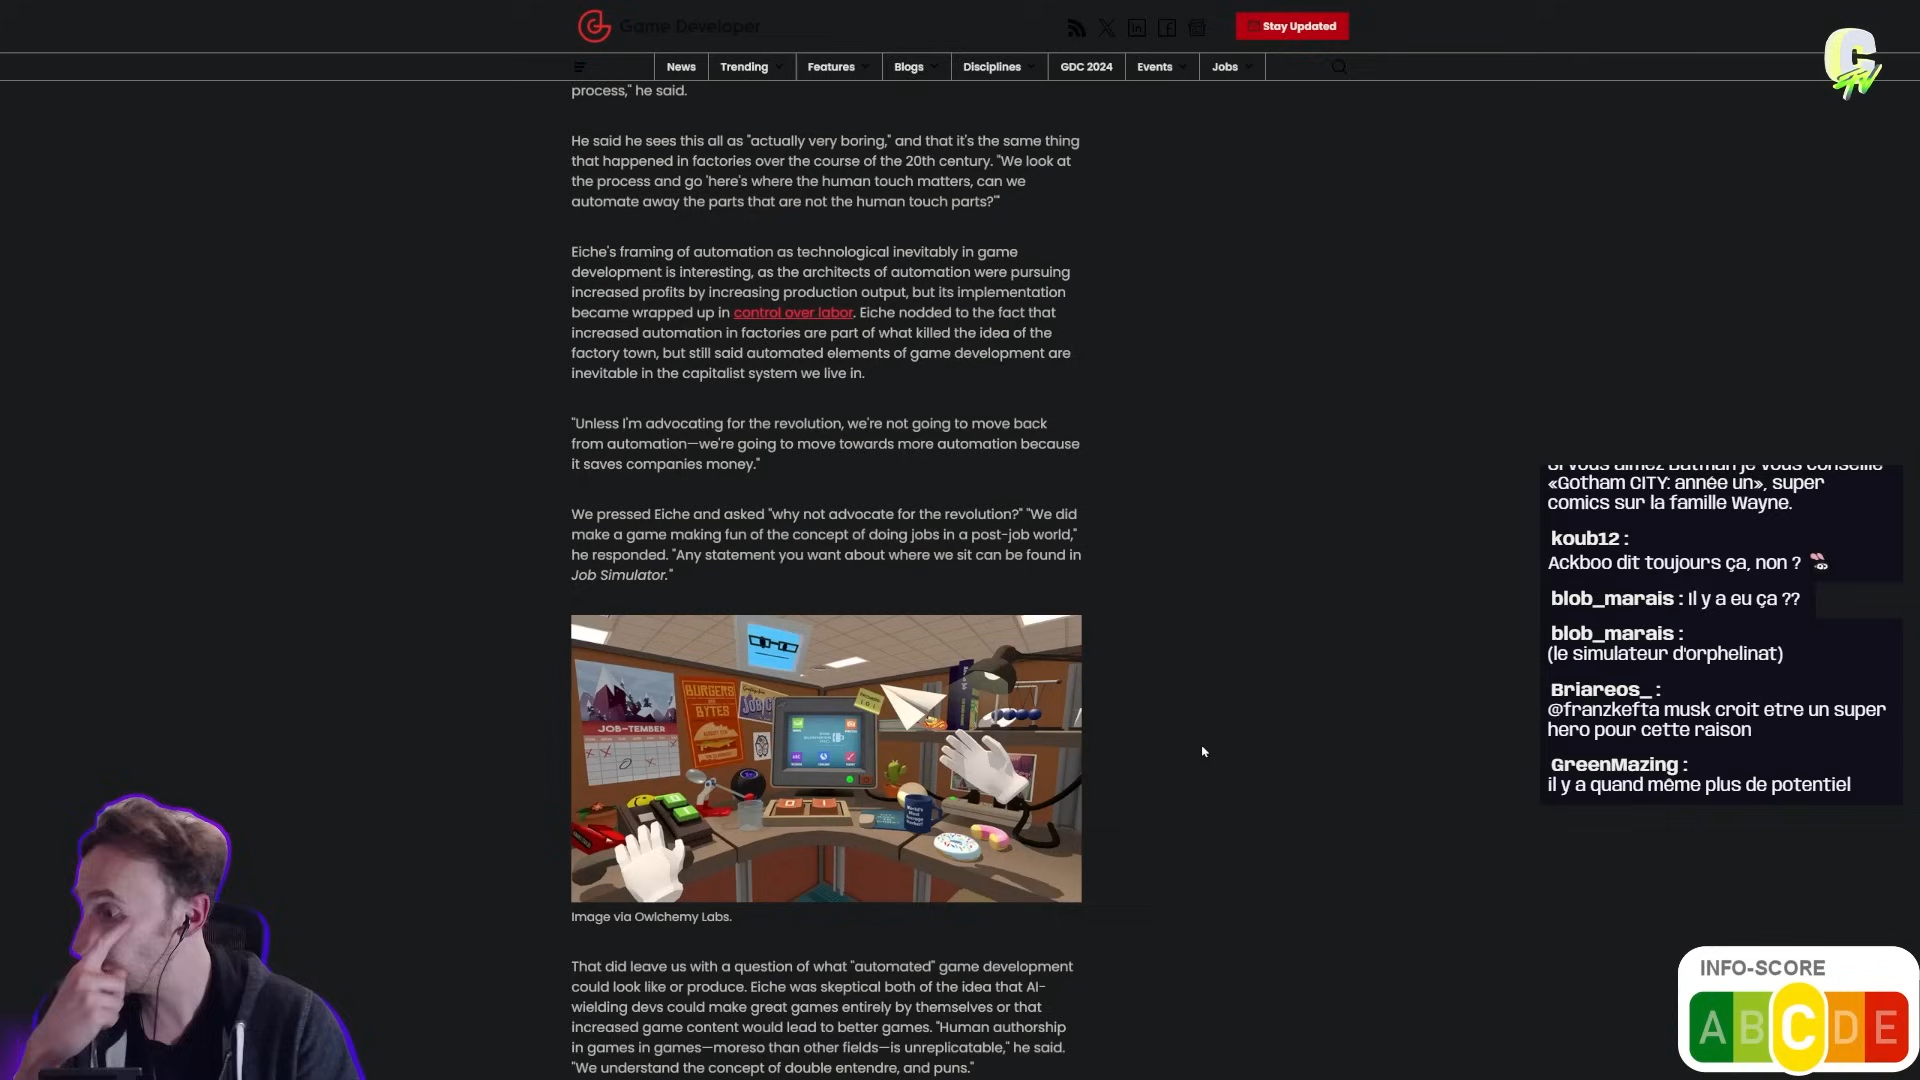 Game Developer
Stay Updated
News
Trending
Features
Blogs
Disciplines
GDC 2024
Events
Jobs
process," he said.
He said he sees this all as "actually very boring," and that it's the same thing
that happened in factories over the course of the 20th century. "We look at
the process and go 'here's where the human touch matters, can we
automate away the parts that are not the human touch parts?'"
Eiche's framing of automation as technological inevitably in game
development is interesting, as the architects of automation were pursuing
increased profits by increasing production output, but its implementation
became wrapped up in control over labor. Eiche nodded to the fact that
increased automation in factories are part of what killed the idea of the
factory town, but still said automated elements of game development are
inevitable in the capitalist system we live in.
"Unless I'm advocating for the revolution, we're not going to move back
from automation—we're going to move towards more automation because
it saves companies money."
We pressed Eiche and asked "why not advocate for the revolution?" "We did
make a game making fun of the concept of doing jobs in a post-job world,"
he responded. "Any statement you want about where we sit can be found in
Job Simulator."
JOB-TEMBER
BURGERS
BYTES
Image via Owlchemy Labs.
That did leave us with a question of what "automated" game development
could look like or produce. Eiche was skeptical both of the idea that AI-
wielding devs could make great games entirely by themselves or that
increased game content would lead to better games. "Human authorship
in games in games—moreso than other fields—is unreplicatable," he said.
"We understand the concept of double entendre, and puns."
Si vous aimez Batman je vous conseille
«Gotham CITY: année un», super
comics sur la famille Wayne.
koub12 :
Ackboo dit toujours ça, non ?
blob_marais : Il y a eu ça ??
blob_marais :
(le simulateur d'orphelinat)
Briareos_ :
@franzkefta musk croit etre un super
hero pour cette raison
GreenMazing :
il y a quand même plus de potentiel
INFO-SCORE
A B C D E